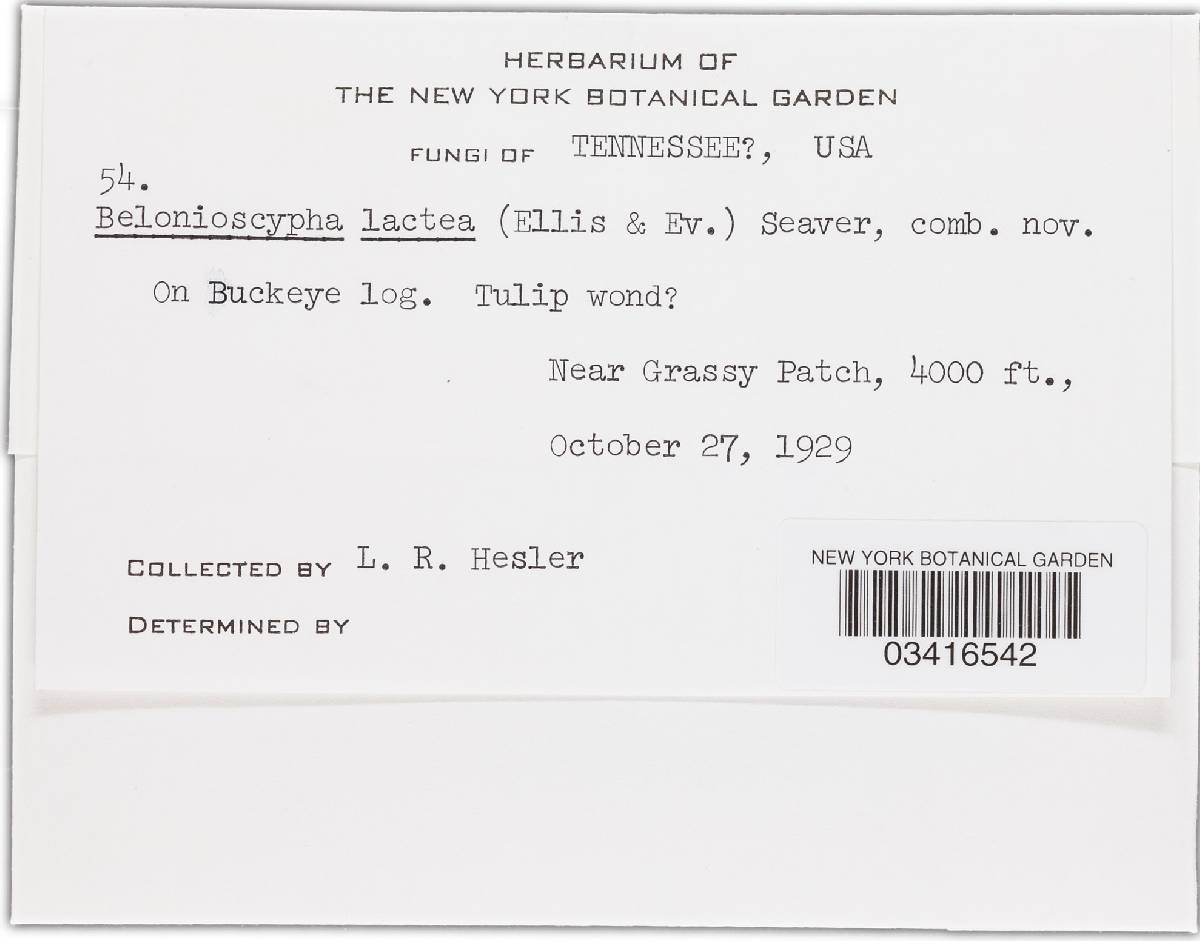 HERBARIUM OF
THE NEW YORK BOTANICAL GARDEN
FUNGI OF TENNESSEE?, USA
54.
Belonioscypha lactea (Ellis & Ev.) Seaver, comb. nov.
On Buckeye log. Tulip wond?
Near Grassy Patch, 4000 ft.,
October 27, 1929
COLLECTED BY L. R. Hesler
DETERMINED BY
NEW YORK BOTANICAL GARDEN
03416542